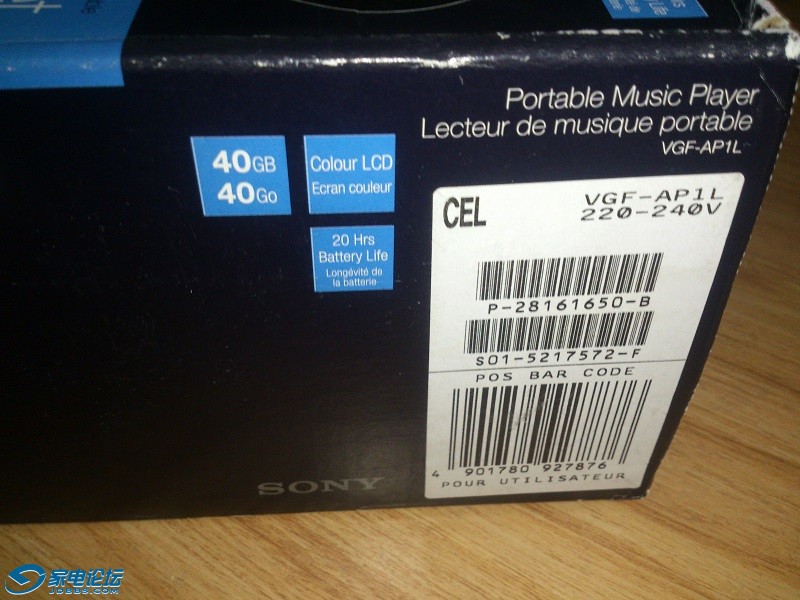 Portable Music Player
Lecteur de musique portable
VGF-AP1L
40GB
40Go
Colour LCD
Ecran couleur
20 Hrs
Battery Life
Longévité de
la batterie
CEL
VGF-AP1L
220-240V
P-28161650-B
S01-5217572-F
POS BAR CODE
4 901780 927876
POUR UTILISATEUR
SONY
家电论坛
JDBBS.COM